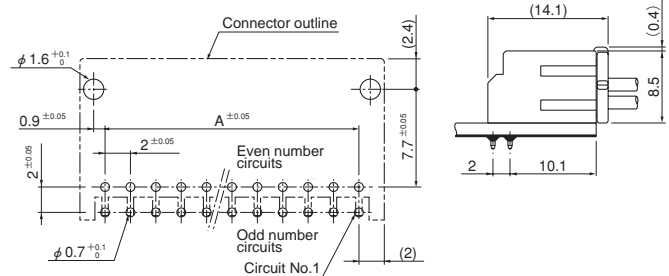 Connector outline
(2.4)
(14.1)
(0.4)
φ1.6 +0.1 0
8.5
0.9 ±0.05
A ±0.05
2 ±0.05
7.7 ±0.05
2 ±0.05
Even number
circuits
2
10.1
Odd number
circuits
φ0.7 +0.1 0
(2)
Circuit No.1